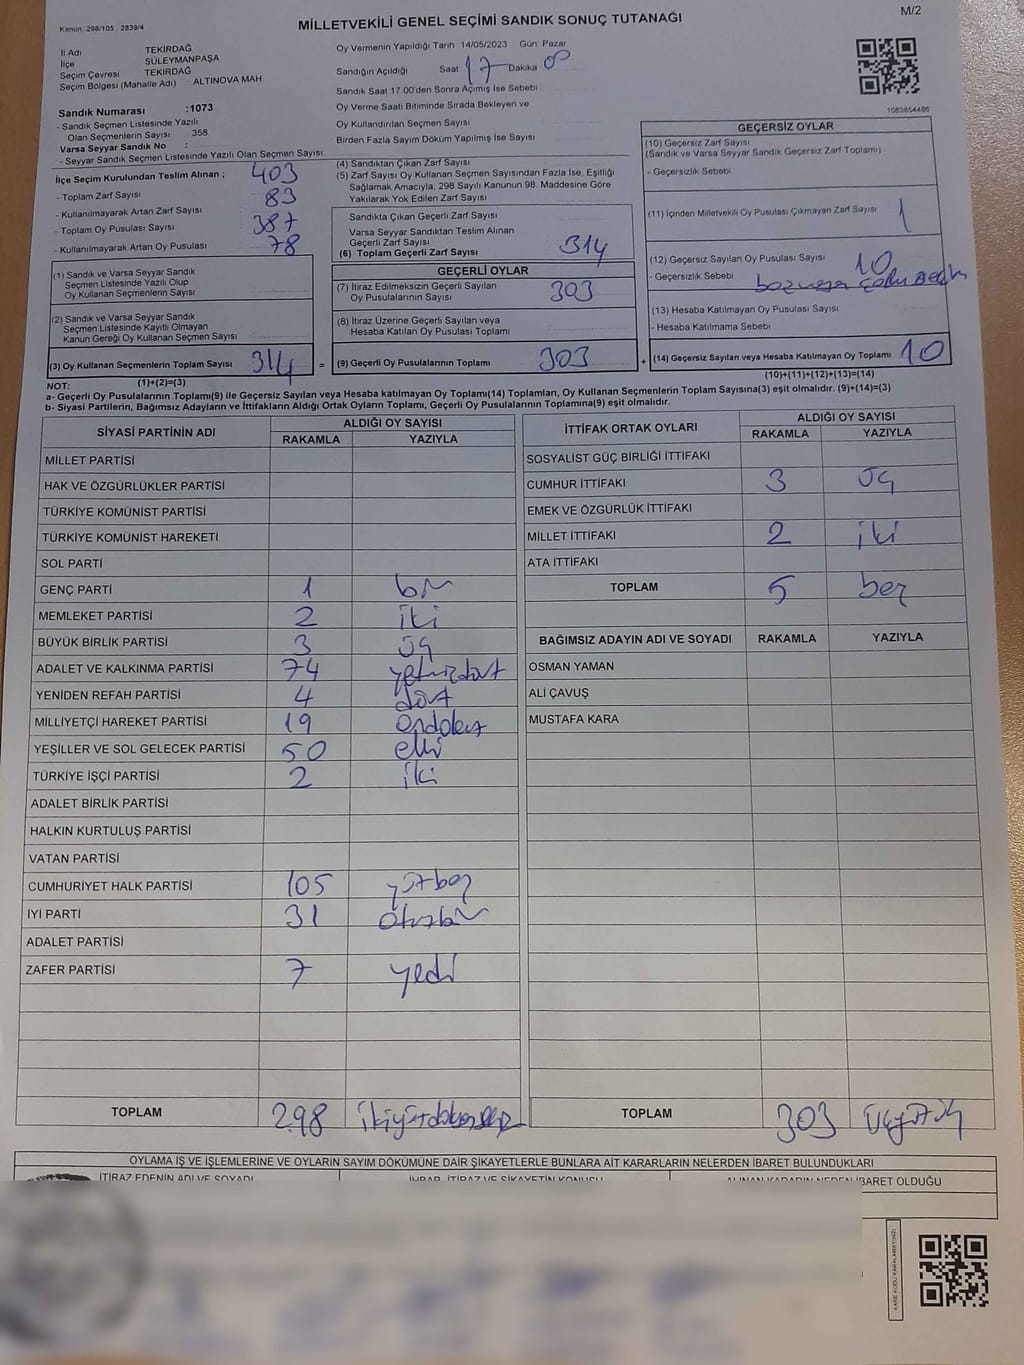 Kanun: 298/105 , 2839/4
MİLLETVEKİLİ GENEL SEÇİMİ SANDIK SONUÇ TUTANAĞI
M/2
İl Adı TEKİRDAĞ
İlçe SÜLEYMANPAŞA
Seçim Çevresi TEKİRDAĞ
Seçim Bölgesi (Mahalle Adı) ALTINOVA MAH
Sandık Numarası :1073
- Sandık Seçmen Listesinde Yazılı
Olan Seçmenlerin Sayısı : 358
Varsa Seyyar Sandık No :
- Seyyar Sandık Seçmen Listesinde Yazılı Olan Seçmen Sayısı:
İlçe Seçim Kurulundan Teslim Alınan ;
- Toplam Zarf Sayısı 403
- Kullanılmayarak Artan Zarf Sayısı 83
- Toplam Oy Pusulası Sayısı 387
- Kullanılmayarak Artan Oy Pusulası 78
(1) Sandık ve Varsa Seyyar Sandık
Seçmen Listesinde Yazılı Olup
Oy Kullanan Seçmenlerin Sayısı
(2) Sandık ve Varsa Seyyar Sandık
Seçmen Listesinde Kayıtlı Olmayan
Kanun Gereği Oy Kullanan Seçmen Sayısı
(3) Oy Kullanan Seçmenlerin Toplam Sayısı 314 =
(1)+(2)=(3)
Oy Vermenin Yapıldığı Tarih :14/05/2023 Gün: Pazar
Sandığın Açıldığı Saat 17 Dakika 00
Sandık Saat 17 00'den Sonra Açımış İse Sebebi
Oy Verme Saati Bitiminde Sırada Bekleyen ve
Oy Kullandırılan Seçmen Sayısı
Birden Fazla Sayım Döküm Yapılmış İse Sayısı
(4) Sandıktan Çıkan Zarf Sayısı
(5) Zarf Sayısı Oy Kullanan Seçmen Sayısından Fazla İse, Eşitliği
Sağlamak Amacıyla, 298 Sayılı Kanunun 98. Maddesine Göre
Yakılarak Yok Edilen Zarf Sayısı
Sandıkta Çıkan Geçerli Zarf Sayısı
Varsa Seyyar Sandıktan Teslim Alınan
Geçerli Zarf Sayısı
(6) Toplam Geçerli Zarf Sayısı 314
GEÇERLİ OYLAR
(7) İtiraz Edilmeksizin Geçerli Sayılan
Oy Pusulalarının Sayısı 303
(8) İtiraz Üzerine Geçerli Sayılan veya
Hesaba Katılan Oy Pusulası Toplamı
(9) Geçerli Oy Pusulalarının Toplamı 303 +
1083654486
GEÇERSİZ OYLAR
(10) Geçersiz Zarf Sayısı
(Sandık ve Varsa Seyyar Sandık Geçersiz Zarf Toplamı)
- Geçersizlik Sebebi
(11) İçinden Milletvekili Oy Pusulası Çıkmayan Zarf Sayısı 1
(12) Geçersiz Sayılan Oy Pusulası Sayısı 10
- Geçersizlik Sebebi
(13) Hesaba Katılmayan Oy Pusulası Sayısı
- Hesaba Katılmama Sebebi
(14) Geçersiz Sayılan veya Hesaba Katılmayan Oy Toplamı 10
(10)+(11)+(12)+(13)=(14)
NOT:
a- Geçerli Oy Pusulalarının Toplamı(9) ile Geçersiz Sayılan veya Hesaba katılmayan Oy Toplamı(14) Toplamları, Oy Kullanan Seçmenlerin Toplam Sayısına(3) eşit olmalıdır. (9)+(14)=(3)
b- Siyasi Partilerin, Bağımsız Adayların ve İttifakların Aldığı Ortak Oyların Toplamı, Geçerli Oy Pusulalarının Toplamına(9) eşit olmalıdır.
SİYASİ PARTİNİN ADI ALDIĞI OY SAYISI
RAKAMLA YAZIYLA
MİLLET PARTİSİ
HAK VE ÖZGÜRLÜKLER PARTİSİ
TÜRKİYE KOMÜNİST PARTİSİ
TÜRKİYE KOMÜNİST HAREKETİ
SOL PARTİ
GENÇ PARTİ 1 bir
MEMLEKET PARTİSİ 2 iki
BÜYÜK BİRLİK PARTİSİ 3 üç
ADALET VE KALKINMA PARTİSİ 74 yetmişdört
YENİDEN REFAH PARTİSİ 4 dört
MİLLİYETÇİ HAREKET PARTİSİ 19 ondokuz
YEŞİLLER VE SOL GELECEK PARTİSİ 50 elli
TÜRKİYE İŞÇİ PARTİSİ 2 iki
ADALET BİRLİK PARTİSİ
HALKIN KURTULUŞ PARTİSİ
VATAN PARTİSİ
CUMHURİYET HALK PARTİSİ 105 yüzbeş
İYİ PARTİ 31 otuzbir
ADALET PARTİSİ
ZAFER PARTİSİ 7 yedi
TOPLAM 298 ikiyüzdoksansekiz
İTTİFAK ORTAK OYLARI ALDIĞI OY SAYISI
RAKAMLA YAZIYLA
SOSYALİST GÜÇ BİRLİĞİ İTTİFAKI
CUMHUR İTTİFAKI 3 üç
EMEK VE ÖZGÜRLÜK İTTİFAKI
MİLLET İTTİFAKI 2 iki
ATA İTTİFAKI
TOPLAM 5 beş
BAĞIMSIZ ADAYIN ADI VE SOYADI RAKAMLA YAZIYLA
OSMAN YAMAN
ALİ ÇAVUŞ
MUSTAFA KARA
TOPLAM 303 üçyüzüç
OYLAMA İŞ VE İŞLEMLERİNE VE OYLARIN SAYIM DÖKÜMÜNE DAİR ŞİKAYETLERLE BUNLARA AİT KARARLARIN NELERDEN İBARET BULUNDUKLARI
İTİRAZ EDENİN ADI VE SOYADI İHBAR, İTİRAZ VE ŞİKAYETİN KONUSU ALINAN KARARIN NEDEN İBARET OLDUĞU